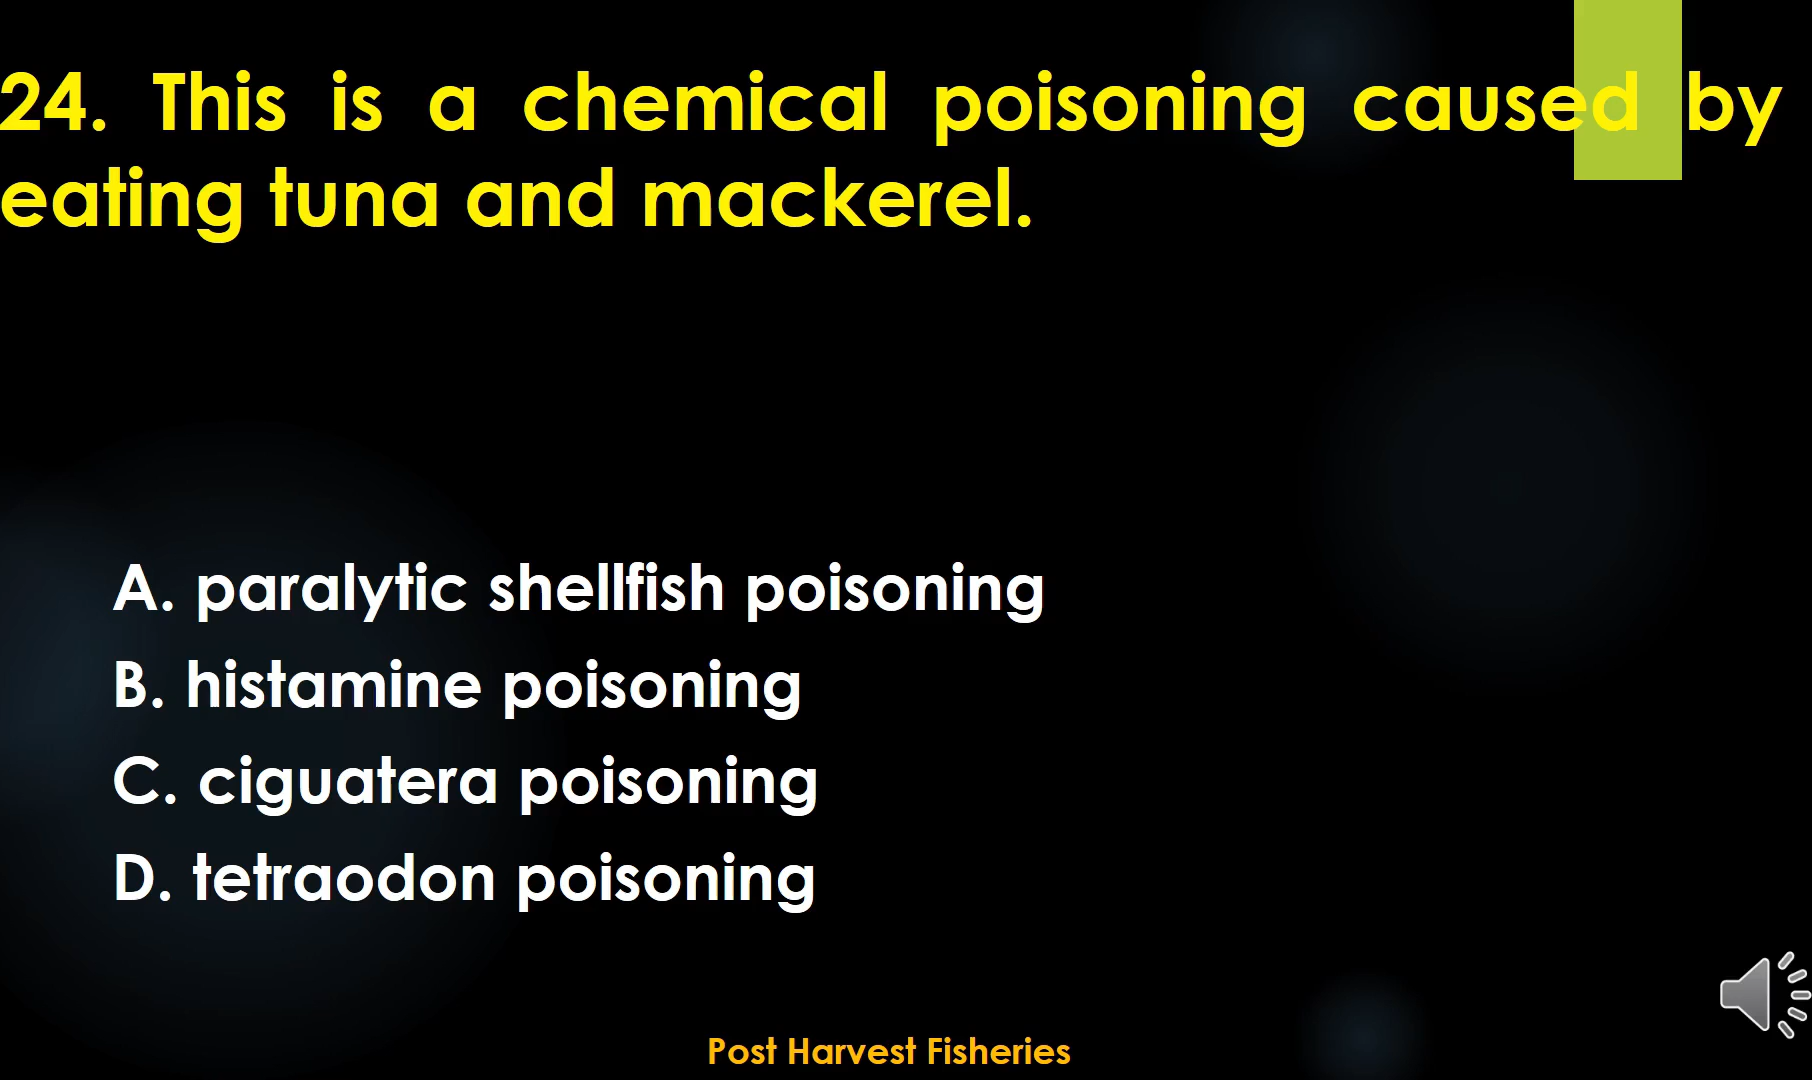 24. This is a chemical poisoning caused by
eating tuna and mackerel.
A. paralytic shellfish poisoning
B. histamine poisoning
C. ciguatera poisoning
D. tetraodon poisoning
Post Harvest Fisheries